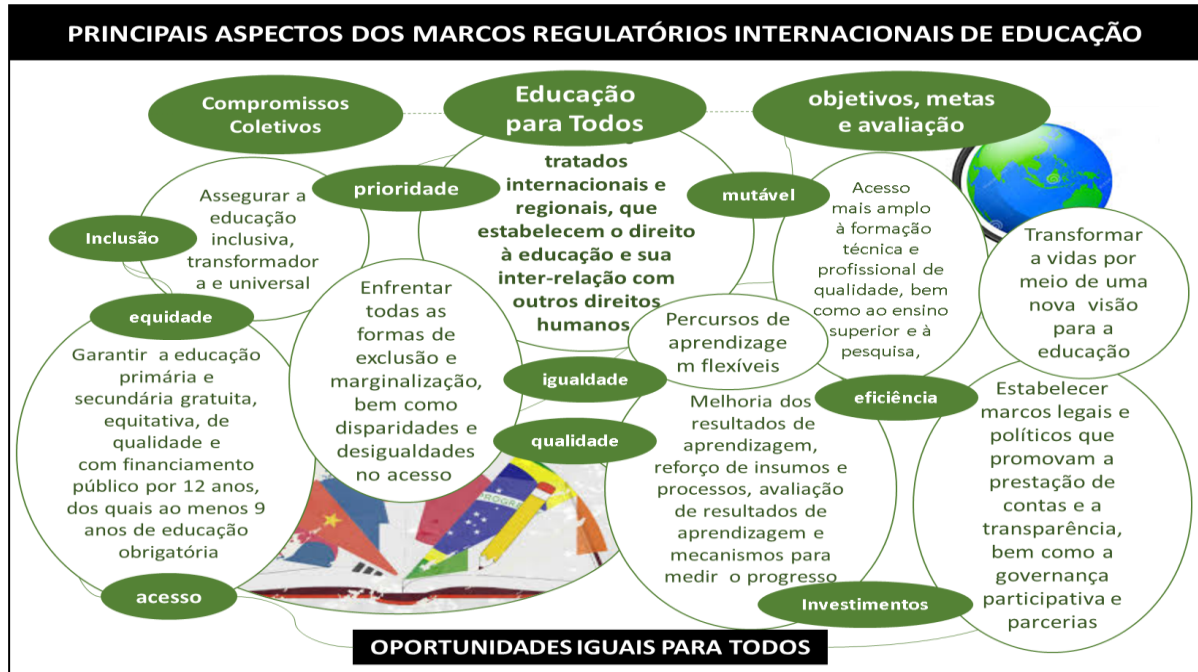 PRINCIPAIS ASPECTOS DOS MARCOS REGULATÓRIOS INTERNACIONAIS DE EDUCAÇÃO
Compromissos
Coletivos
Educação
para Todos
objetivos, metas
e avaliação
Inclusão
Assegurar a
educação
inclusiva,
transformador
a e universal
prioridade
tratados
internacionais e
regionais, que
estabelecem o direito
à educação e sua
inter-relação com
outros direitos
humanos
mutável
Acesso
mais amplo
à formação
técnica e
profissional de
qualidade, bem
como ao ensino
superior e à
pesquisa,
Transformar
a vidas por
meio de uma
nova visão
para a
educação
equidade
Garantir a educação
primária e
secundária gratuita,
equitativa, de
qualidade e
com financiamento
público por 12 anos,
dos quais ao menos 9
anos de educação
obrigatória
acesso
Enfrentar
todas as
formas de
exclusão e
marginalização,
bem como
disparidades e
desigualdades
no acesso
Percursos de
aprendizage
m flexíveis
igualdade
qualidade
Melhoria dos
resultados de
aprendizagem,
reforço de insumos e
processos, avaliação
de resultados de
aprendizagem e
mecanismos para
medir o progresso
eficiência
Estabelecer
marcos legais e
políticos que
promovam a
prestação de
contas e a
transparência,
bem como a
governança
participativa e
parcerias
Investimentos
PROGR
OPORTUNIDADES IGUAIS PARA TODOS